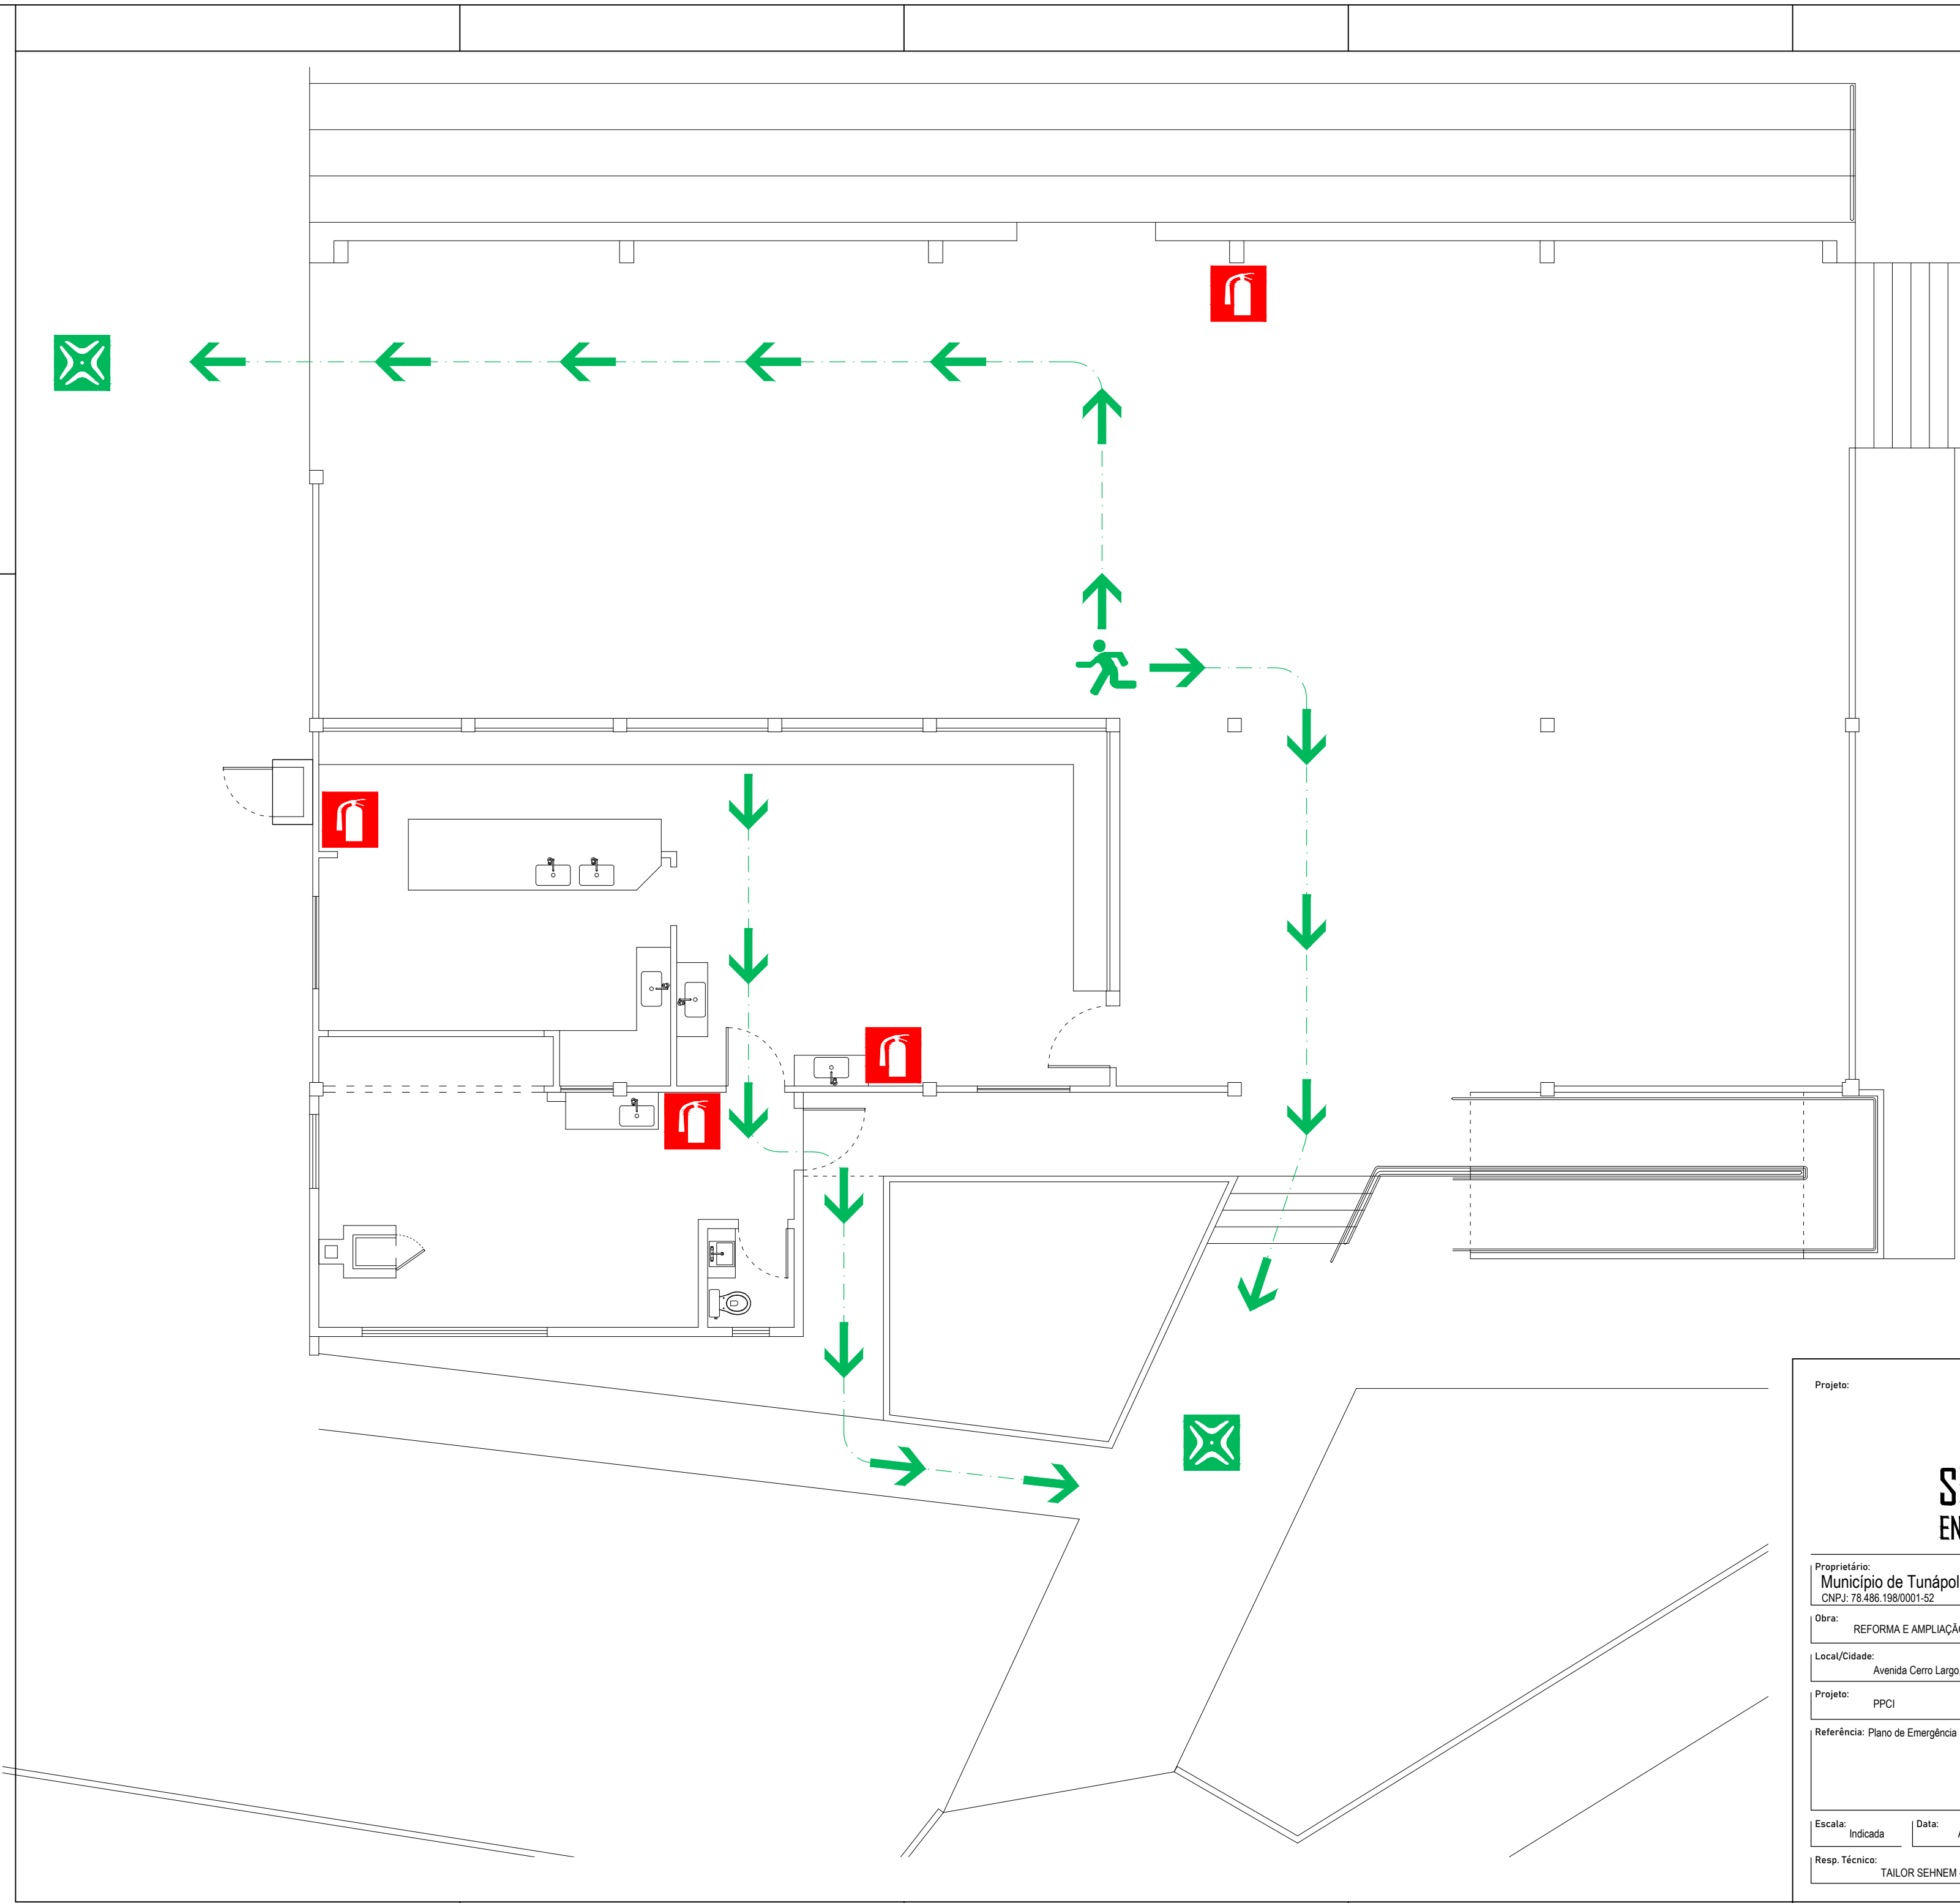 Projeto:
S
EN
Proprietário:
Município de Tunápol
CNPJ: 78.486.198/0001-52
Obra:
REFORMA E AMPLIAÇÃ
Local/Cidade:
Avenida Cerro Largo
Projeto:
PPCI
Referência: Plano de Emergência
Escala:
Indicada
Data:
Resp. Técnico:
TAILOR SEHNEM